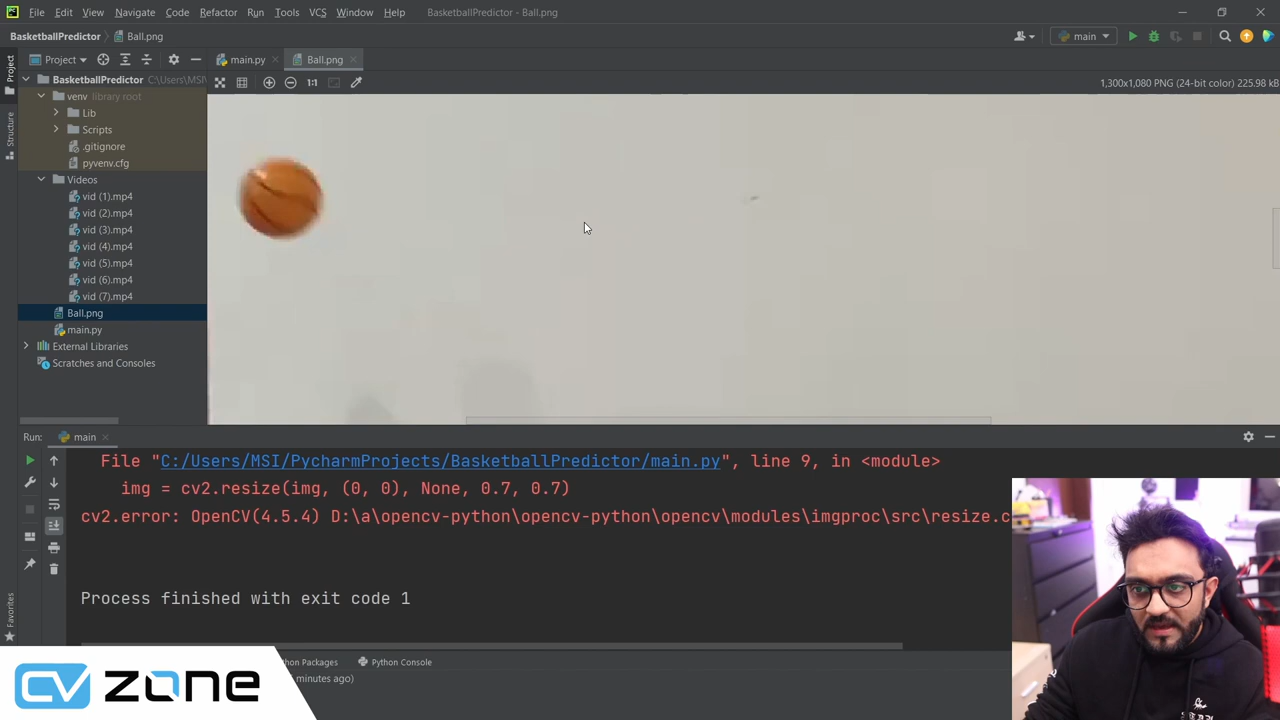 File Edit View Navigate Code Refactor Run Tools VCS Window Help BasketballPredictor - Ball.png
BasketballPredictor Ball.png main
Project main.py Ball.png
1:1 1,300x1,080 PNG (24-bit color) 225.98 kB
Project
Structure
Favorites
BasketballPredictor C:\Users\MSI\
venv library root
Lib
Scripts
.gitignore
pyvenv.cfg
Videos
vid (1).mp4
vid (2).mp4
vid (3).mp4
vid (4).mp4
vid (5).mp4
vid (6).mp4
vid (7).mp4
Ball.png
main.py
External Libraries
Scratches and Consoles
Run: main
File "C:/Users/MSI/PycharmProjects/BasketballPredictor/main.py", line 9, in <module>
img = cv2.resize(img, (0, 0), None, 0.7, 0.7)
cv2.error: OpenCV(4.5.4) D:\a\opencv-python\opencv-python\opencv\modules\imgproc\src\resize.c
Process finished with exit code 1
Packages Python Console
minutes ago)
CV ZONE